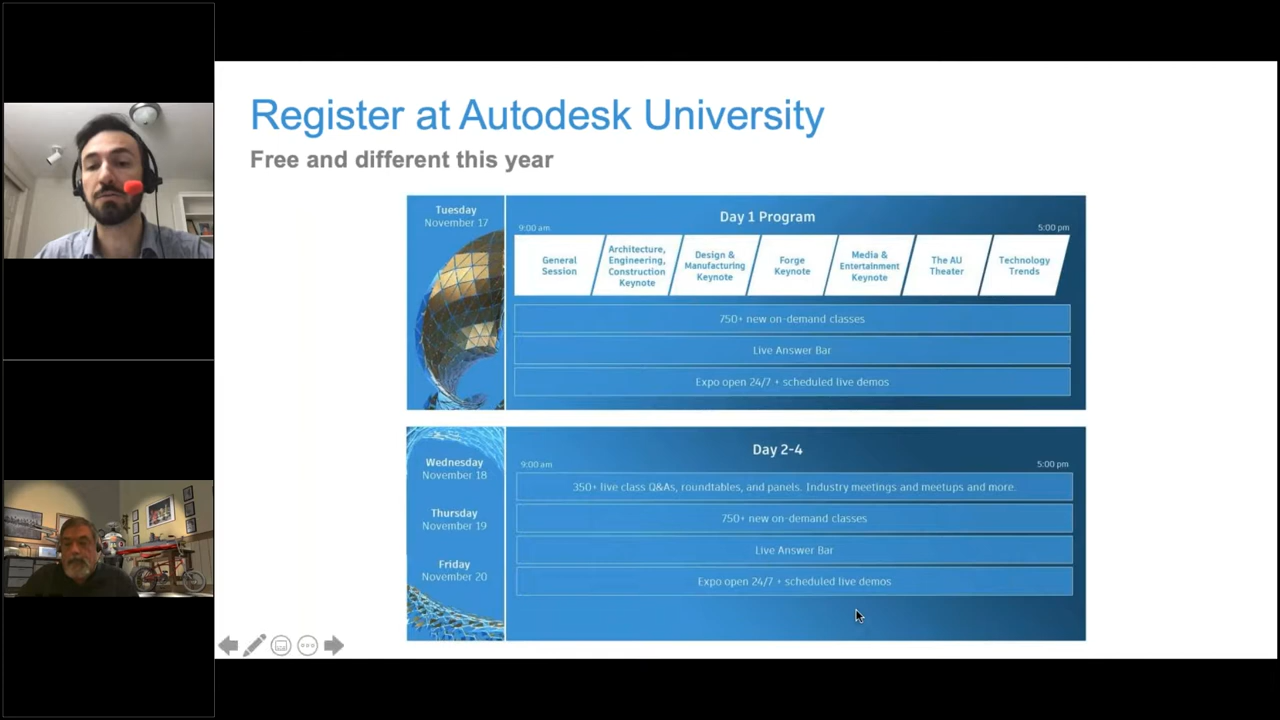 Register at Autodesk University
Free and different this year
Tuesday
November 17
Day 1 Program
9:00 am
5:00 pm
General
Session
Architecture,
Engineering,
Construction
Keynote
Design &
Manufacturing
Keynote
Forge
Keynote
Media &
Entertainment
Keynote
The AU
Theater
Technology
Trends
750+ new on-demand classes
Live Answer Bar
Expo open 24/7 + scheduled live demos
Wednesday
November 18
Thursday
November 19
Friday
November 20
Day 2-4
9:00 am
5:00 pm
350+ live class Q&As, roundtables, and panels. Industry meetings and meetups and more.
750+ new on-demand classes
Live Answer Bar
Expo open 24/7 + scheduled live demos